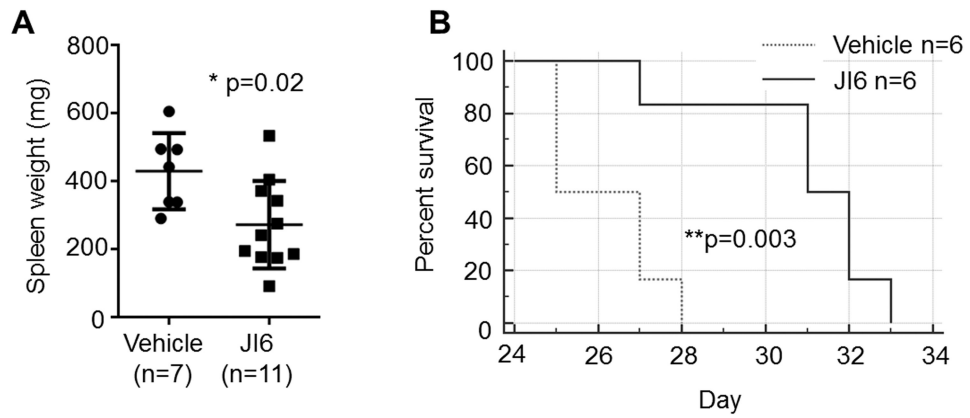 A
800
600
400
200
0
Spleen weight (mg)
* p=0.02
Vehicle
(n=7)
JI6
(n=11)
B
Vehicle n=6
JI6 n=6
100
80
60
40
20
0
Percent survival
**p=0.003
24 26 28 30 32 34
Day